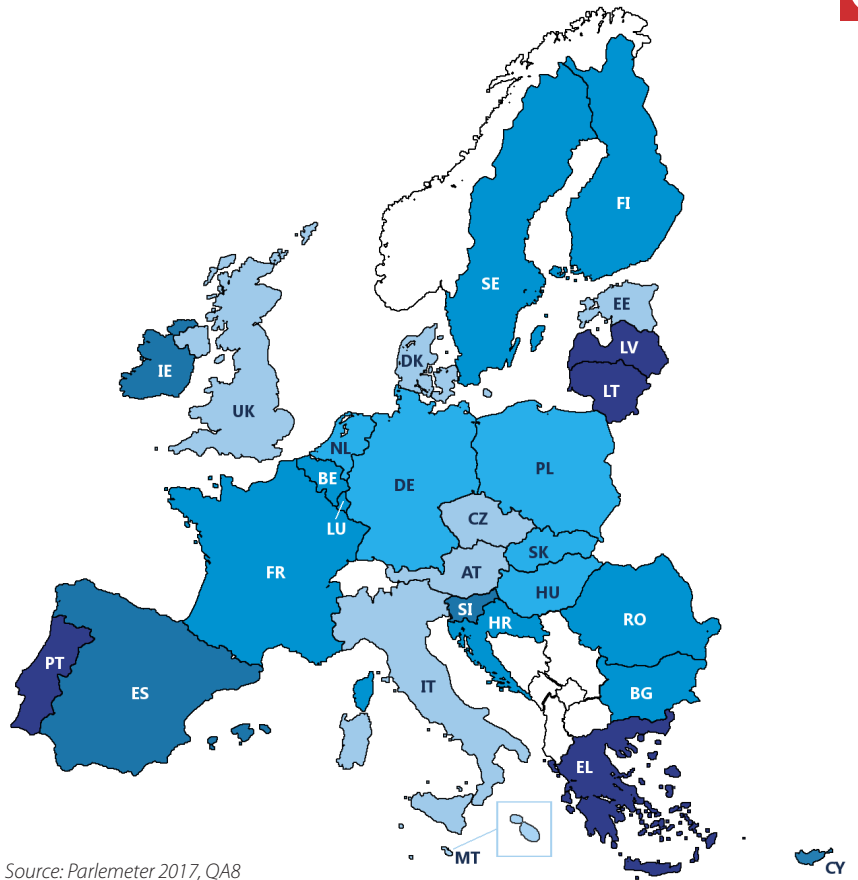 FI
SE
EE
LV
DK
IE
LT
UK
NL
PL
BE
DE
CZ
LU
SK
AT
FR
HU
SI
HR
RO
PT
IT
ES
BG
EL
MT
CY
Source: Parlemeter 2017, QA8